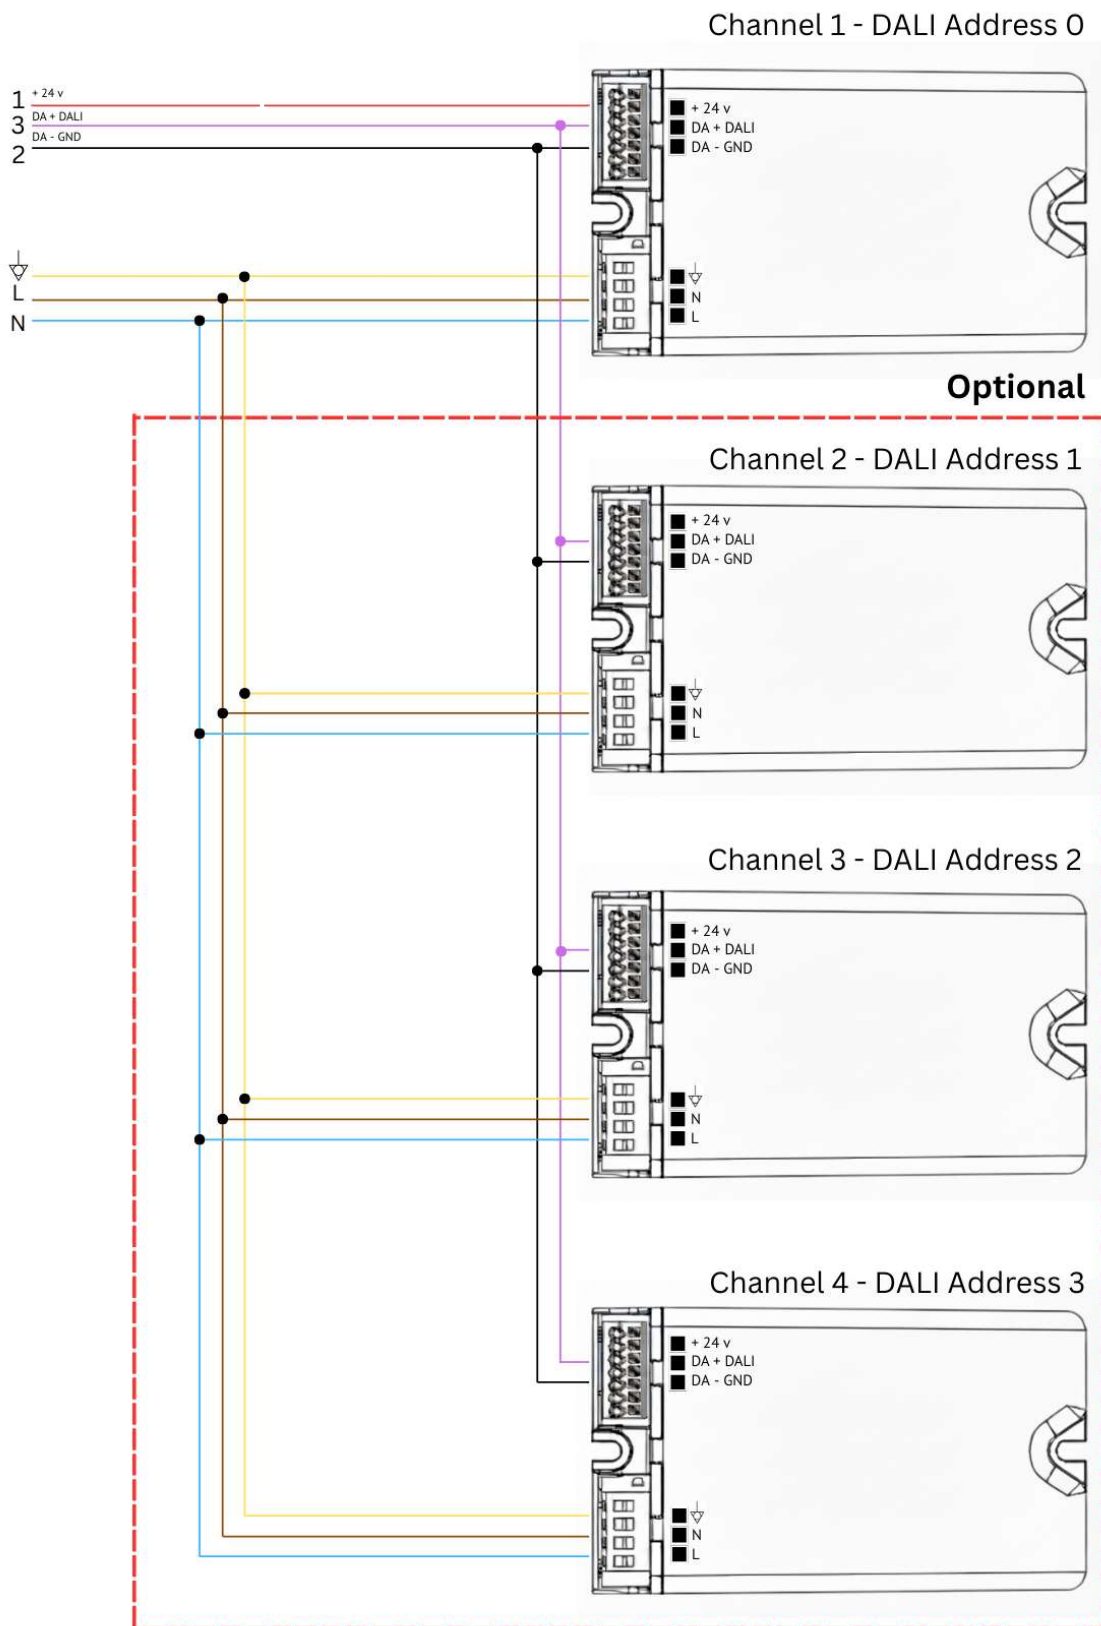 Channel 1 - DALI Address 0
1 + 24 v
3 DA + DALI
2 DA - GND
+ 24 v
DA + DALI
DA - GND
D
L
N
N
L
Optional
Channel 2 - DALI Address 1
+ 24 v
DA + DALI
DA - GND
D
N
L
Channel 3 - DALI Address 2
+ 24 v
DA + DALI
DA - GND
D
N
L
Channel 4 - DALI Address 3
+ 24 v
DA + DALI
DA - GND
D
N
L